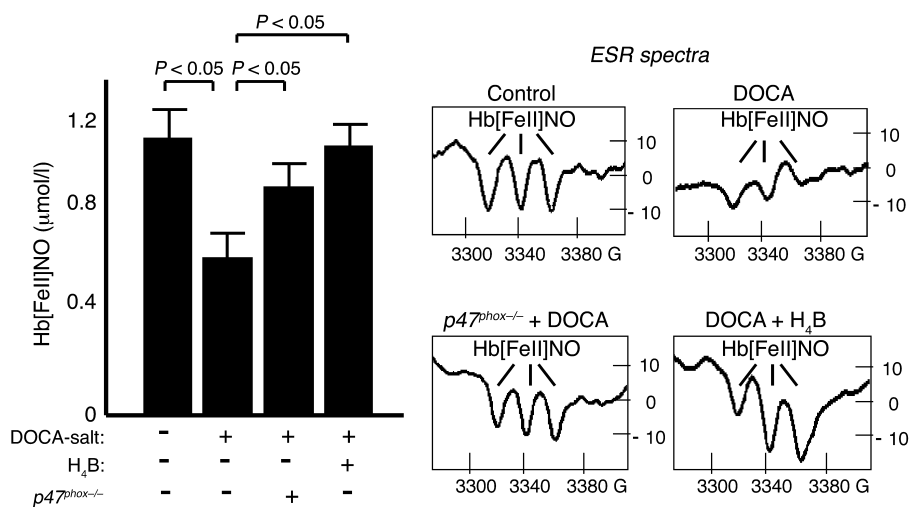 P < 0.05
P < 0.05 P < 0.05
Hb[FeII]NO (μmol/l)
1.2
0.8
0.4
0
DOCA-salt: - + + +
H4B: - - - +
p47phox–/– - - + -
ESR spectra
Control
Hb[FeII]NO
10
0
- 10
3300 3340 3380 G
DOCA
Hb[FeII]NO
10
0
- 10
3300 3340 3380 G
p47phox–/– + DOCA
Hb[FeII]NO
10
0
- 10
3300 3340 3380 G
DOCA + H4B
Hb[FeII]NO
10
0
- 10
3300 3340 3380 G